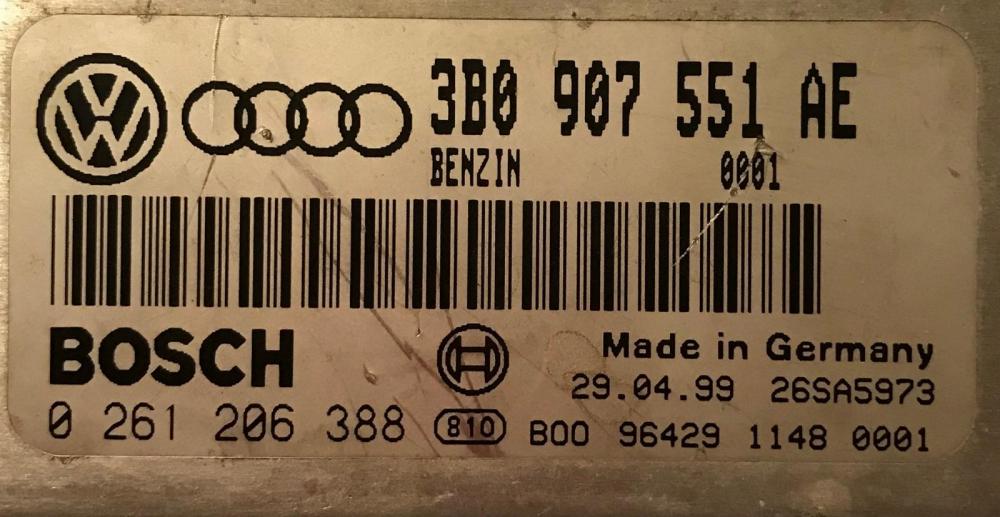 3B0 907 551 AE
BENZIN 0001
BOSCH
Made in Germany
29.04.99 26SA5973
0 261 206 388 810 B00 96429 1148 0001